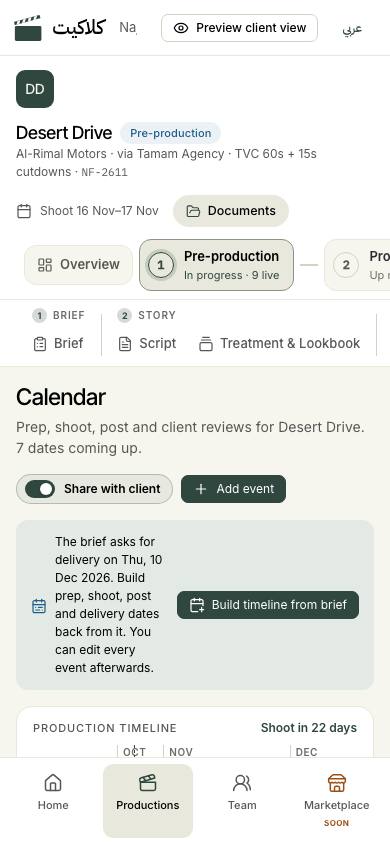 كلاكيت
Na
Preview client view
عربي
DD
Desert Drive
Pre-production
Al-Rimal Motors · via Tamam Agency · TVC 60s + 15s
cutdowns · NF-2611
Shoot 16 Nov–17 Nov
Documents
Overview
1
Pre-production
In progress · 9 live
2
Pro
Up n
1 BRIEF
2 STORY
Brief
Script
Treatment & Lookbook
Calendar
Prep, shoot, post and client reviews for Desert Drive.
7 dates coming up.
Share with client
Add event
The brief asks for
delivery on Thu, 10
Dec 2026. Build
prep, shoot, post
and delivery dates
back from it. You
can edit every
event afterwards.
Build timeline from brief
PRODUCTION TIMELINE
Shoot in 22 days
OCT
NOV
DEC
Home
Productions
Team
Marketplace
SOON